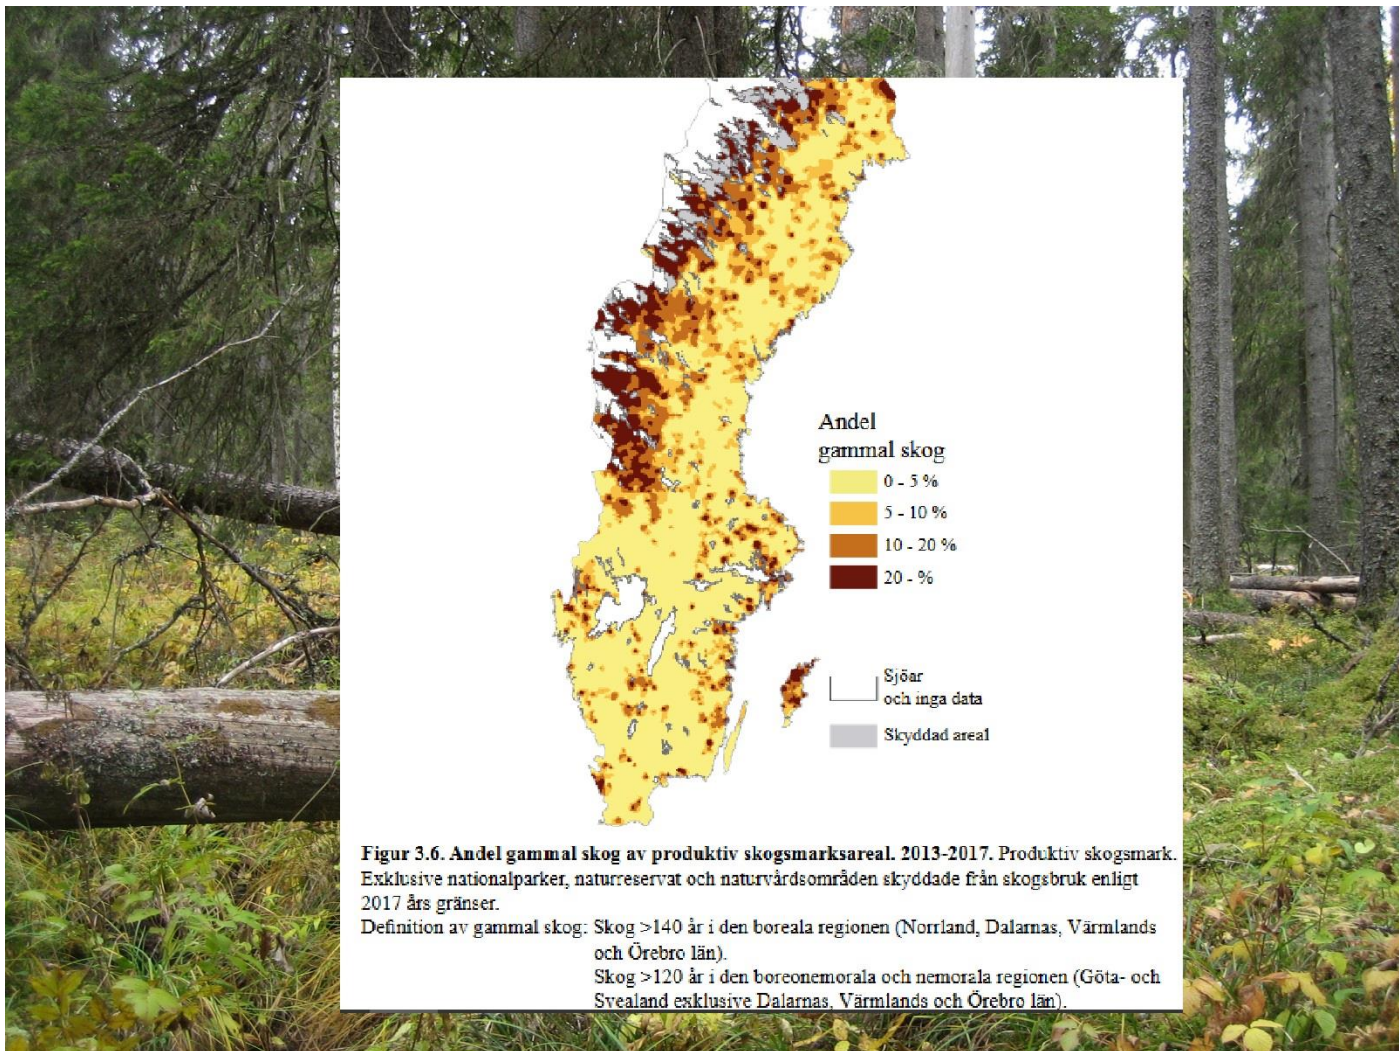 Andel
gammal skog
0 - 5 %
5 - 10 %
10 - 20 %
20 - %
Sjöar
och inga data
Skyddad areal
Figur 3.6. Andel gammal skog av produktiv skogsmarksareal. 2013-2017. Produktiv skogsmark.
Exklusive nationalparker, naturreservat och naturvårdsområden skyddade från skogsbruk enligt
2017 års gränser.
Definition av gammal skog: Skog >140 år i den boreala regionen (Norrland, Dalarnas, Värmlands
och Örebro län).
Skog >120 år i den boreonemorala och nemorala regionen (Göta- och
Svealand exklusive Dalarnas, Värmlands och Örebro län).